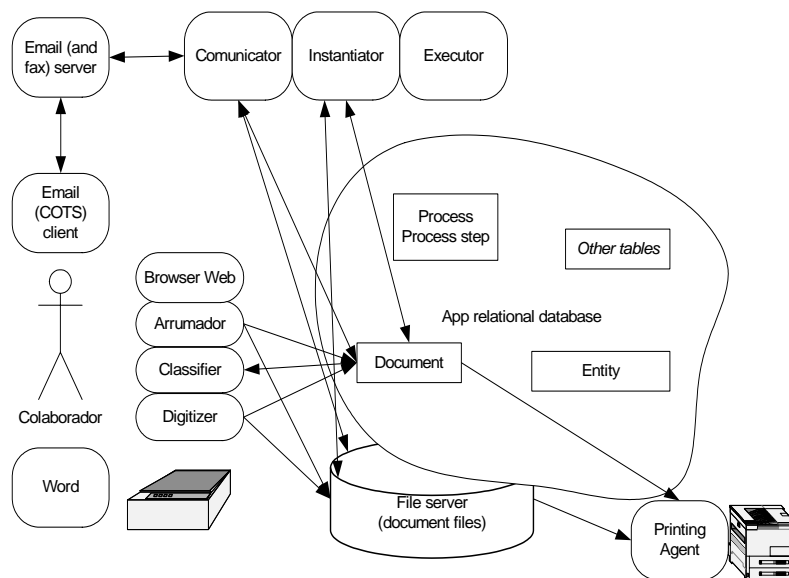 Email (and
fax) server
Comunicator
Instantiator
Executor
Email
(COTS)
client
Process
Process step
Other tables
Browser Web
Arrumador
App relational database
Classifier
Document
Entity
Digitizer
Colaborador
Word
File server
(document files)
Printing
Agent